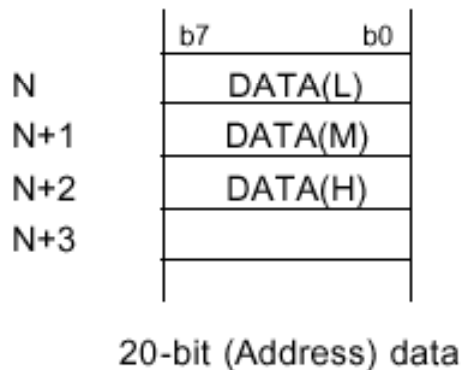 b7 b0
N DATA(L)
N+1 DATA(M)
N+2 DATA(H)
N+3
20-bit (Address) data